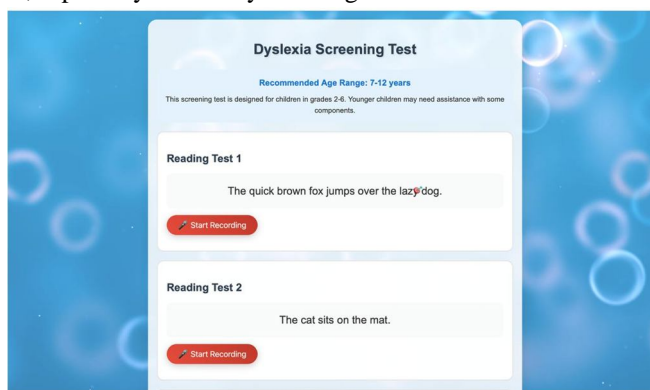 Dyslexia Screening Test
Recommended Age Range: 7-12 years
This screening test is designed for children in grades 2-6. Younger children may need assistance with some
components.
Reading Test 1
The quick brown fox jumps over the lazy dog.
Start Recording
Reading Test 2
The cat sits on the mat.
Start Recording